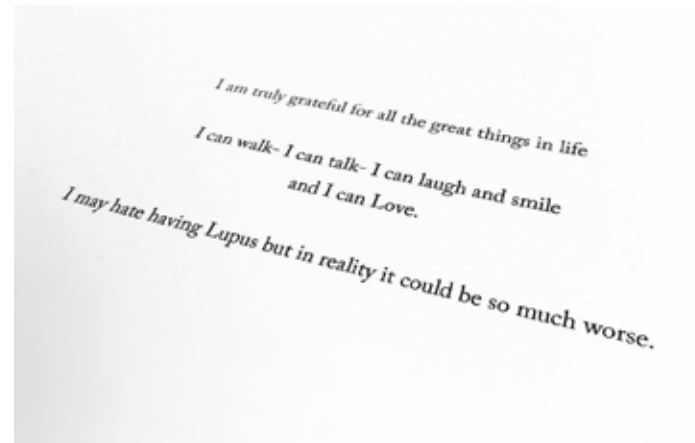 I am truly grateful for all the great things in life
I can walk- I can talk- I can laugh and smile
and I can Love.
I may hate having Lupus but in reality it could be so much worse.